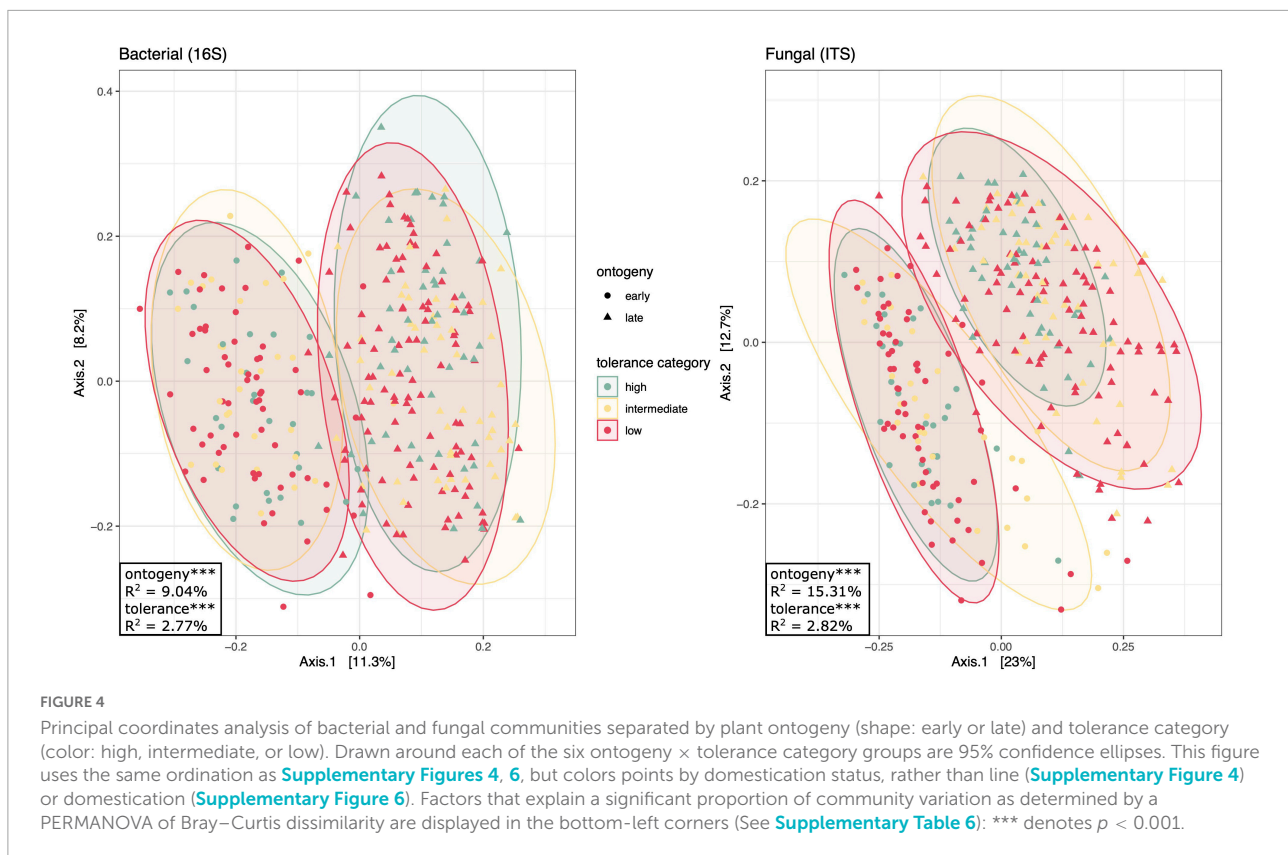 Bacterial (16S)
0.4
0.2
0.0
−0.2
Axis.2 [8.2%]
ontogeny***
R² = 9.04%
tolerance***
R² = 2.77%
−0.2
0.0
0.2
Axis.1 [11.3%]
ontogeny
early
late
tolerance category
high
intermediate
low
Fungal (ITS)
0.2
0.0
−0.2
Axis.2 [12.7%]
ontogeny***
R² = 15.31%
tolerance***
R² = 2.82%
−0.25
0.00
0.25
Axis.1 [23%]
FIGURE 4
Principal coordinates analysis of bacterial and fungal communities separated by plant ontogeny (shape: early or late) and tolerance category
(color: high, intermediate, or low). Drawn around each of the six ontogeny × tolerance category groups are 95% confidence ellipses. This figure
uses the same ordination as Supplementary Figures 4, 6, but colors points by domestication status, rather than line (Supplementary Figure 4)
or domestication (Supplementary Figure 6). Factors that explain a significant proportion of community variation as determined by a
PERMANOVA of Bray–Curtis dissimilarity are displayed in the bottom-left corners (See Supplementary Table 6): *** denotes p < 0.001.